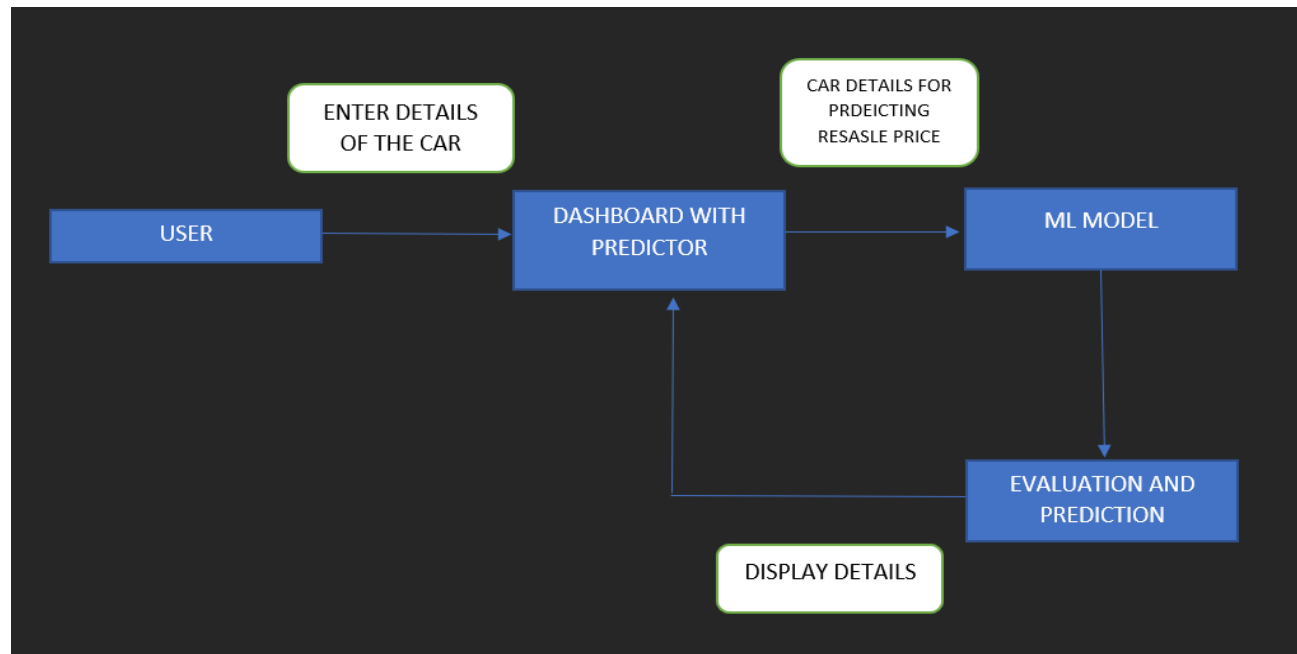 ENTER DETAILS
OF THE CAR
CAR DETAILS FOR
PRDEICTING
RESASLE PRICE
USER
DASHBOARD WITH
PREDICTOR
ML MODEL
EVALUATION AND
PREDICTION
DISPLAY DETAILS